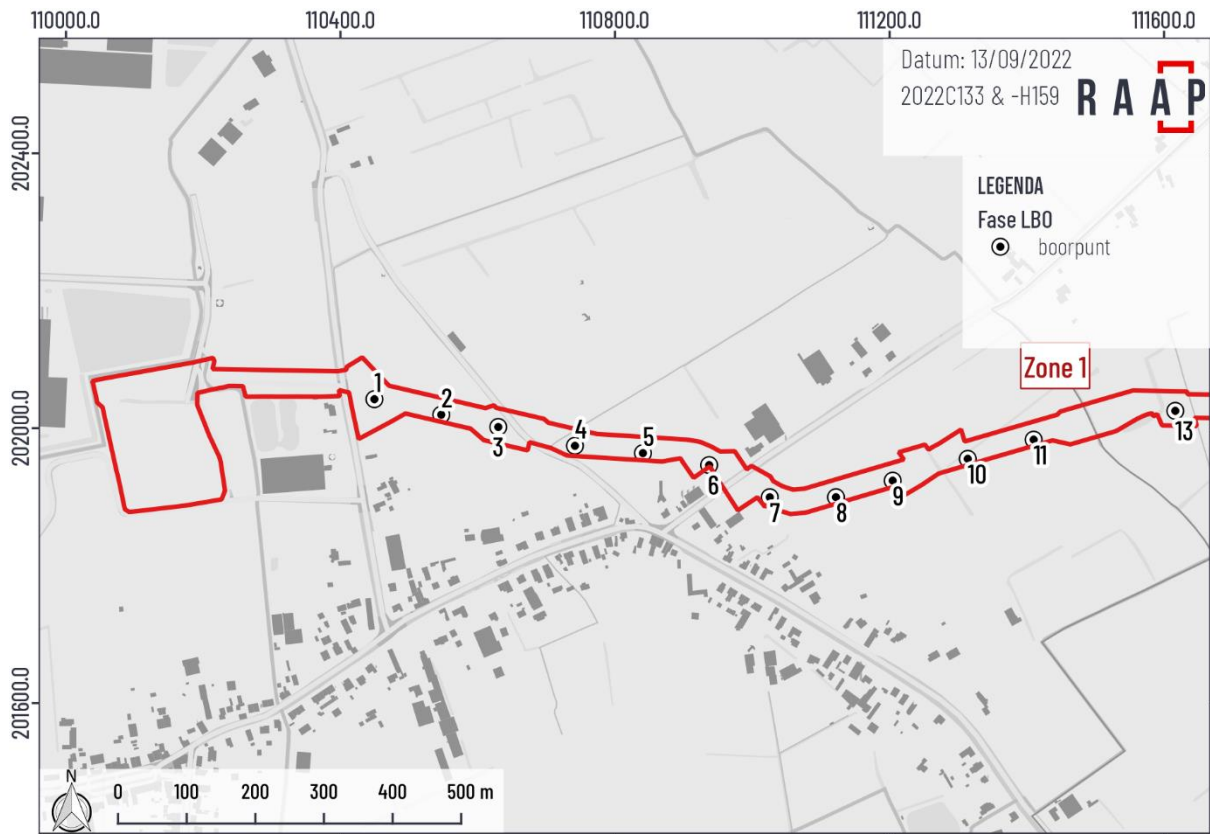 110000.0 110400.0 110800.0 111200.0 111600.0
Datum: 13/09/2022
2022C133 & -H159
RAAP
LEGENDA
Fase LBO
boorpunt
202400.0
202000.0
201600.0
Zone 1
1
2
3
4
5
6
7
8
9
10
11
13
N
0 100 200 300 400 500 m